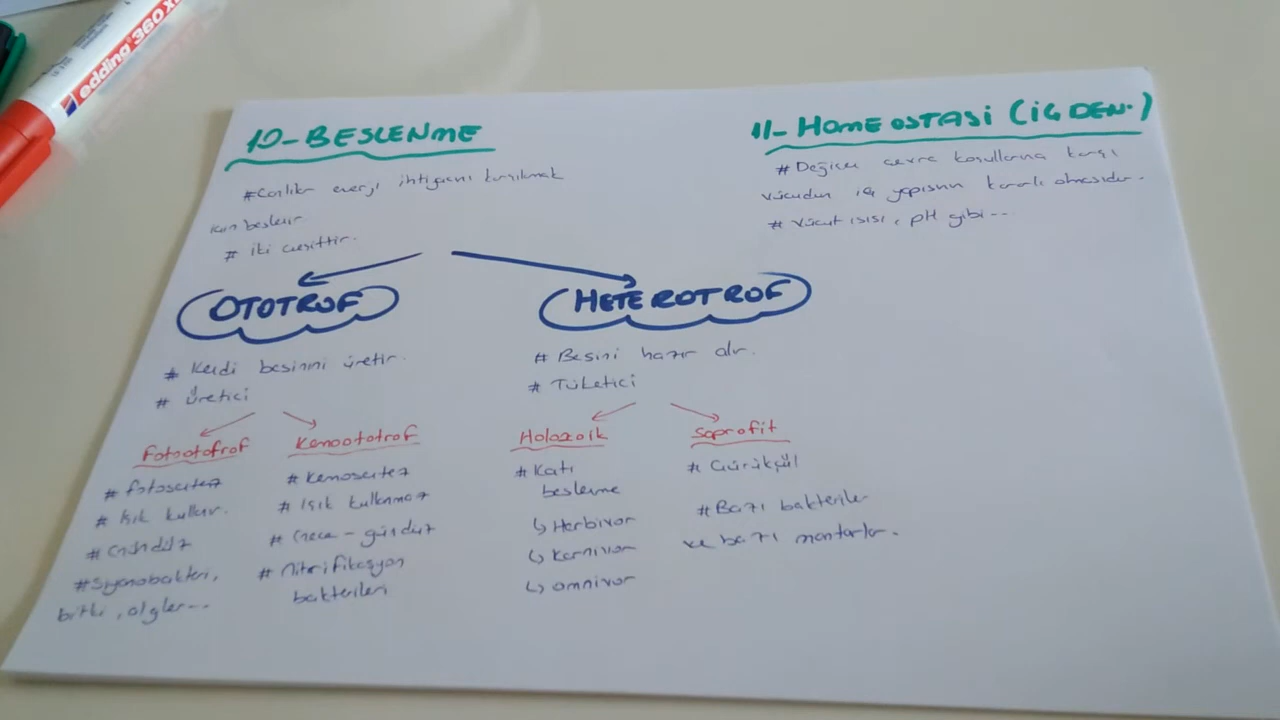 edding 360 x
10-BESLENME
#Canlılar enerji ihtiyacını karşılamak
için beslenir
# iki çeşittir.
OTOTROF
# Kendi besinini üretir.
# üretici
Fotoototrof
# fotosentez
# Işık kullanır.
# Gündüz
#Siyanobakteri,
bitki, algler...
Kemoototrof
# Kemosentez
# Işık kullanmaz
# Gece - gündüz
# Nitrifikasyon
bakterileri
HETEROTROF
# Besini hazır alır.
# Tüketici
Holozoik
# Katı
beslenme
↳ Herbivor
↳ Karnivor
↳ omnivor
Saprofit
# Çürükçül
#Bazı bakteriler
ve bazı mantarlar.
11-HOMEOSTASİ (İÇ DEN.)
#Değişen çevre koşullarına karşı
vücudun iç yapısının kararlı olmasıdır.
# Vücut ısısı, pH gibi...